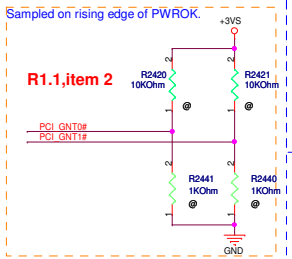 Sampled on rising edge of PWROK.
+3VS
R1.1,item 2
2 2
R2420 R2421
10KOhm 10KOhm
@ @
1 1
PCI_GNT0#
PCI_GNT1#
2 2
R2441 R2440
1KOhm 1KOhm
@ @
1 1
GND